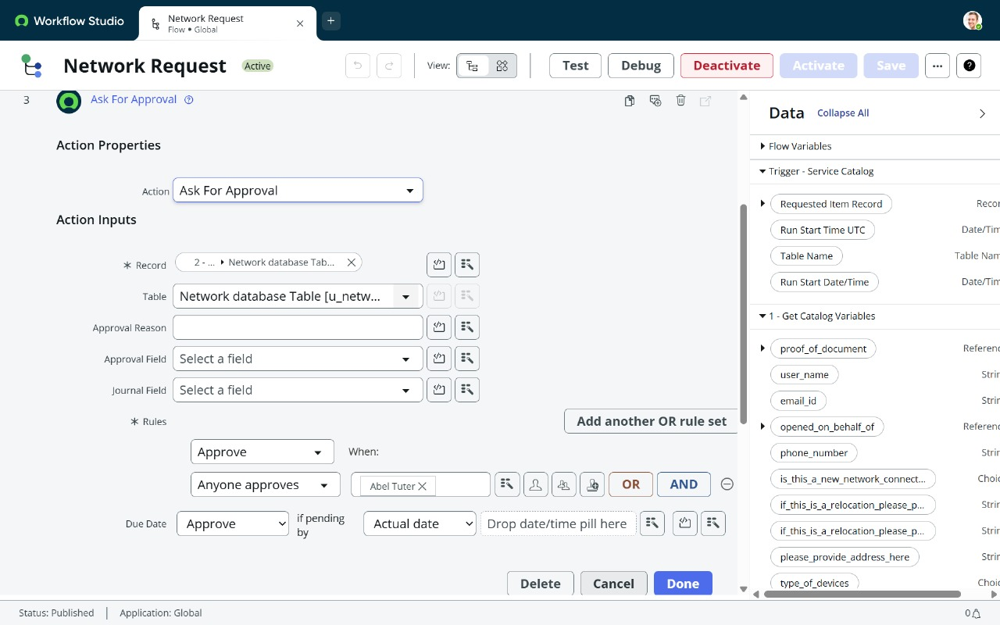 Workflow Studio
Network Request
Flow • Global
Network Request
Active
View:
Test
Debug
Deactivate
Activate
Save
3
Ask For Approval
Action Properties
Action
Ask For Approval
Action Inputs
* Record
2 - ... Network database Tab...
Table
Network database Table [u_netw...
Approval Reason
Approval Field
Select a field
Journal Field
Select a field
* Rules
Add another OR rule set
Approve
When:
Anyone approves
Abel Tuter
OR
AND
Due Date
Approve
if pending
by
Actual date
Drop date/time pill here
Delete
Cancel
Done
Data
Collapse All
Flow Variables
Trigger - Service Catalog
Requested Item Record
Recor
Run Start Time UTC
Date/Tim
Table Name
Table Nam
Run Start Date/Time
Date/Tim
1 - Get Catalog Variables
proof_of_document
Referenc
user_name
Strin
email_id
Strin
opened_on_behalf_of
Referenc
phone_number
Strin
is_this_a_new_network_connect...
Choic
if_this_is_a_relocation_please_p...
Strin
if_this_is_a_relocation_please_p...
Strin
please_provide_address_here
Strin
type_of_devices
Choic
Status: Published
Application: Global
0